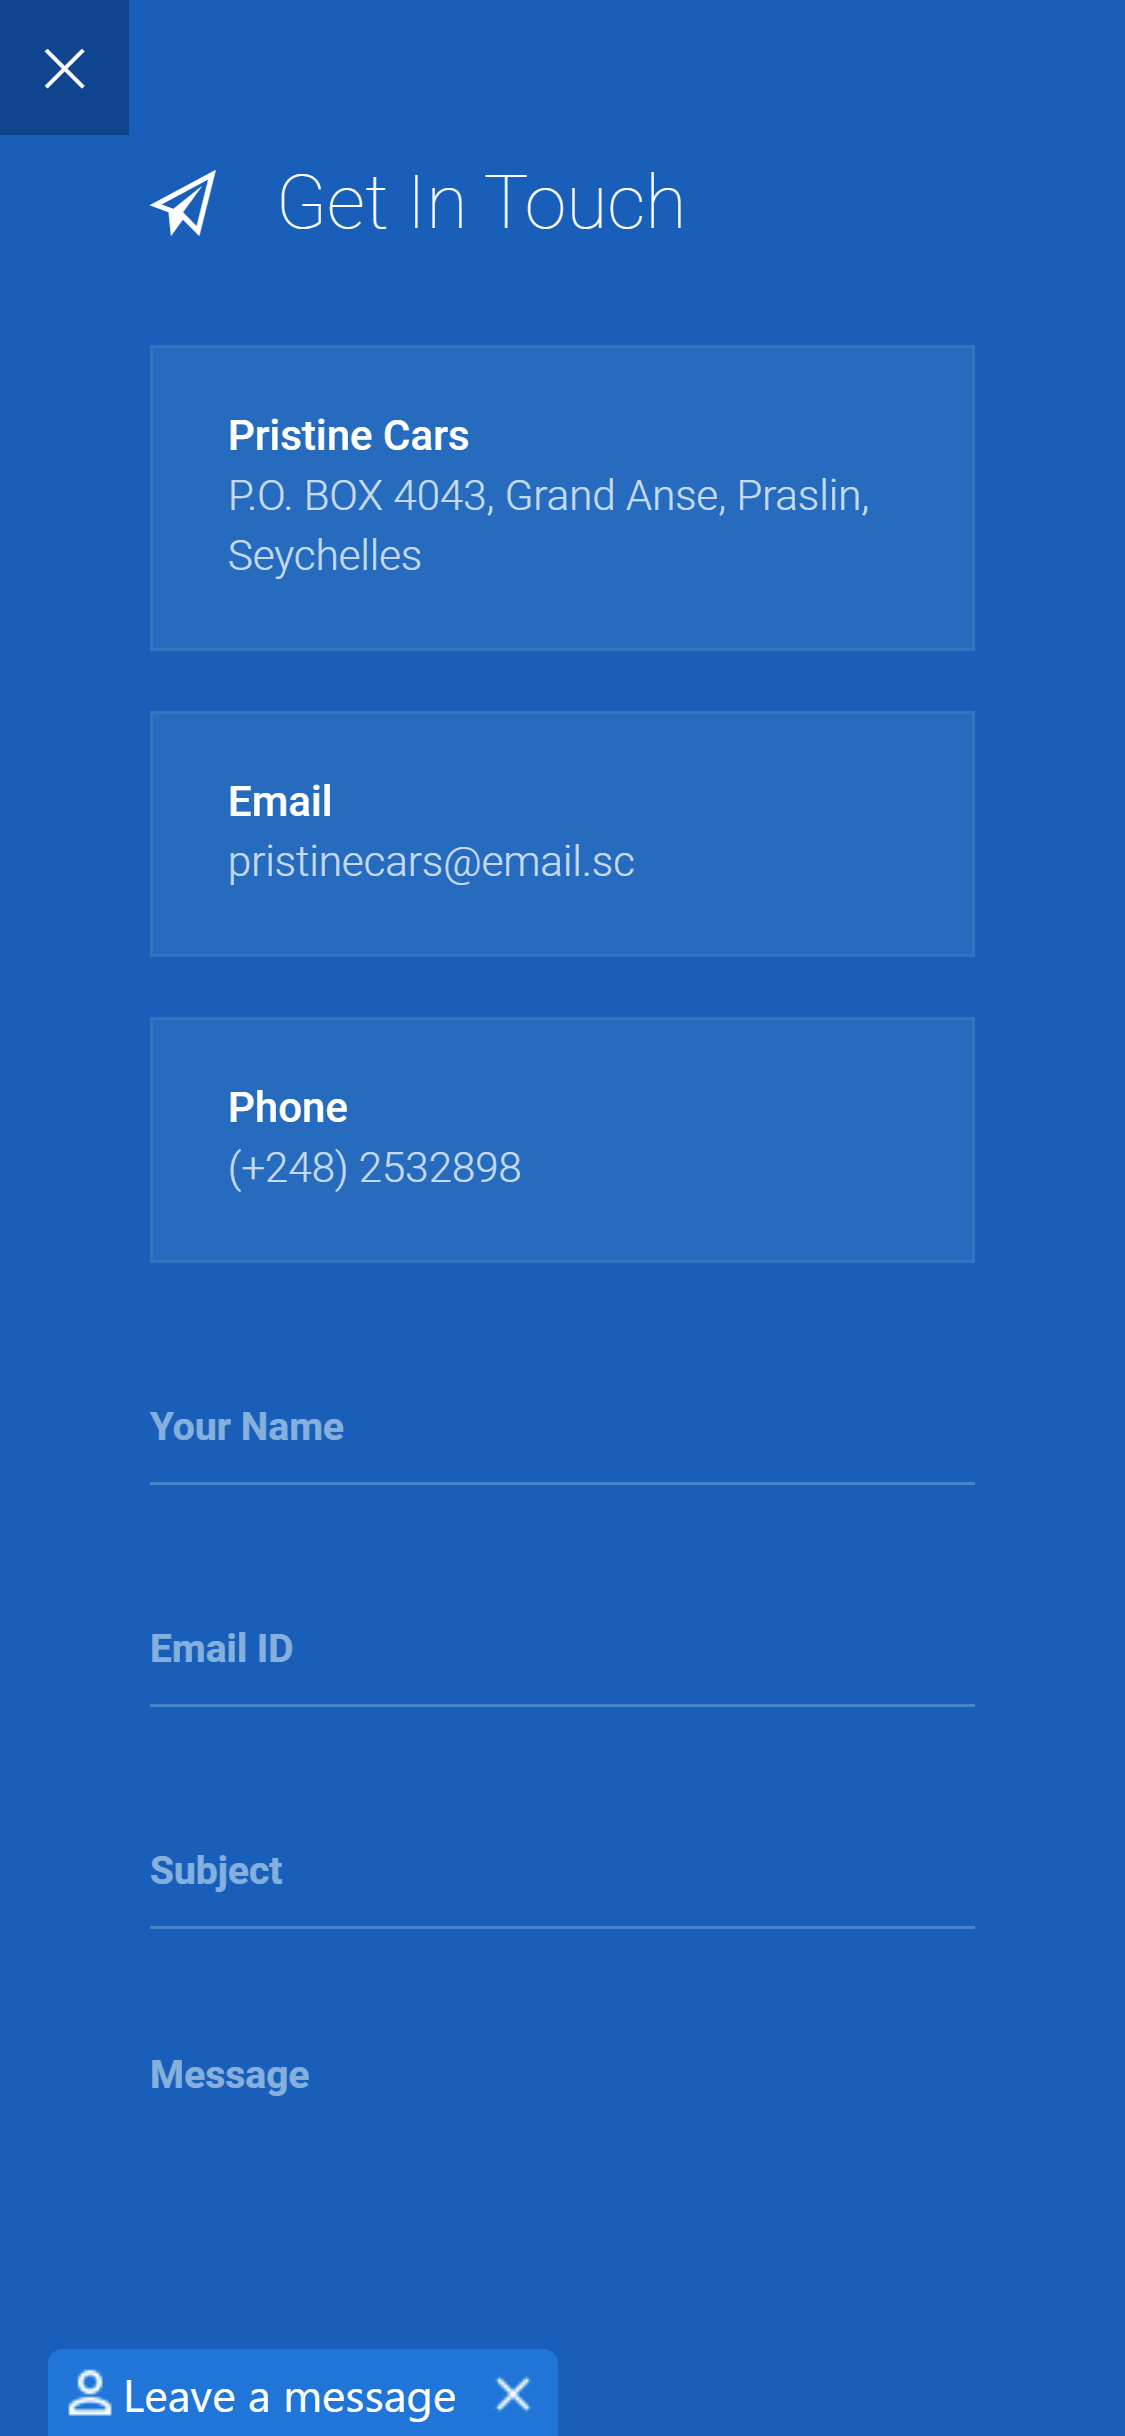 Get In Touch
Pristine Cars
P.O. BOX 4043, Grand Anse, Praslin,
Seychelles
Email
pristinecars@email.sc
Phone
(+248) 2532898
Your Name
Email ID
Subject
Message
Leave a message